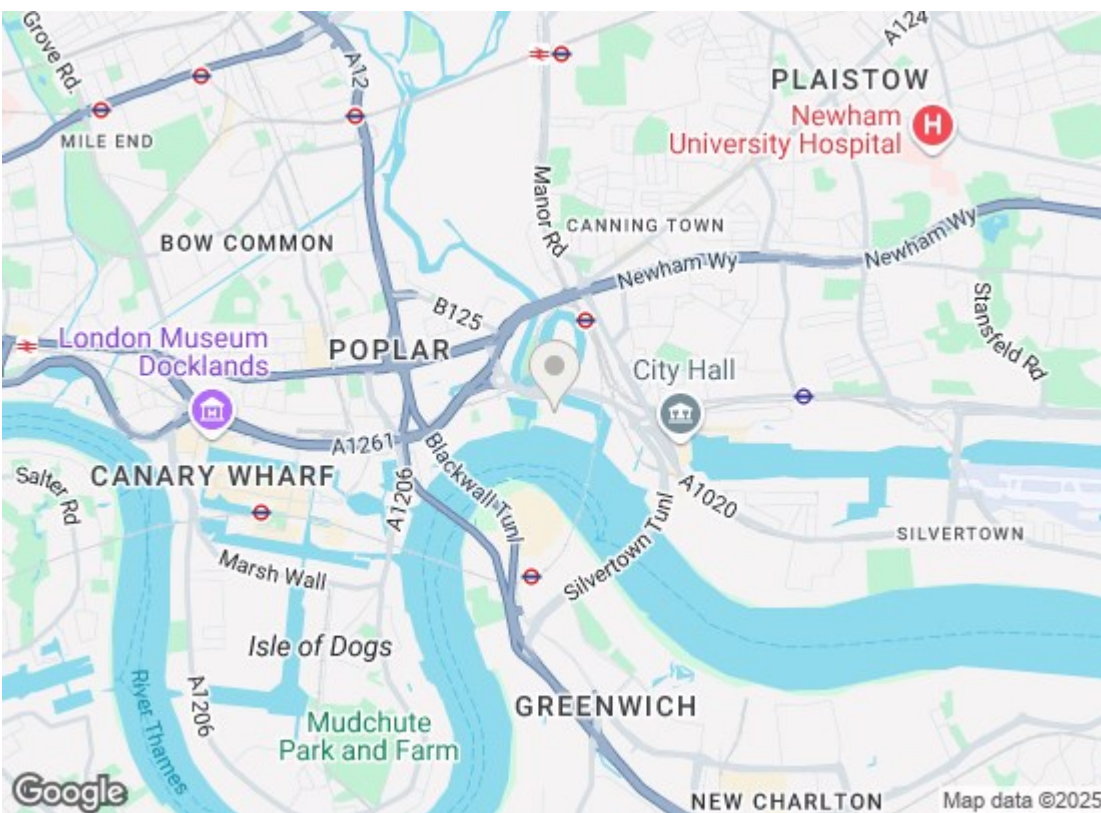 Grove Rd.
A12
A124
PLAISTOW
Newham
University Hospital
H
MILE END
Manor Rd
CANNING TOWN
BOW COMMON
Newham Wy
Newham Wy
B125
Stansfeld Rd
London Museum
Docklands
POPLAR
City Hall
A1261
Blackwall Tunl
CANARY WHARF
Salter Rd
A1206
A1020
SILVERTOWN
Marsh Wall
Silvertown Tunl
Isle of Dogs
River Thames
A1206
GREENWICH
Mudchute
Park and Farm
Google
NEW CHARLTON
Map data ©2025